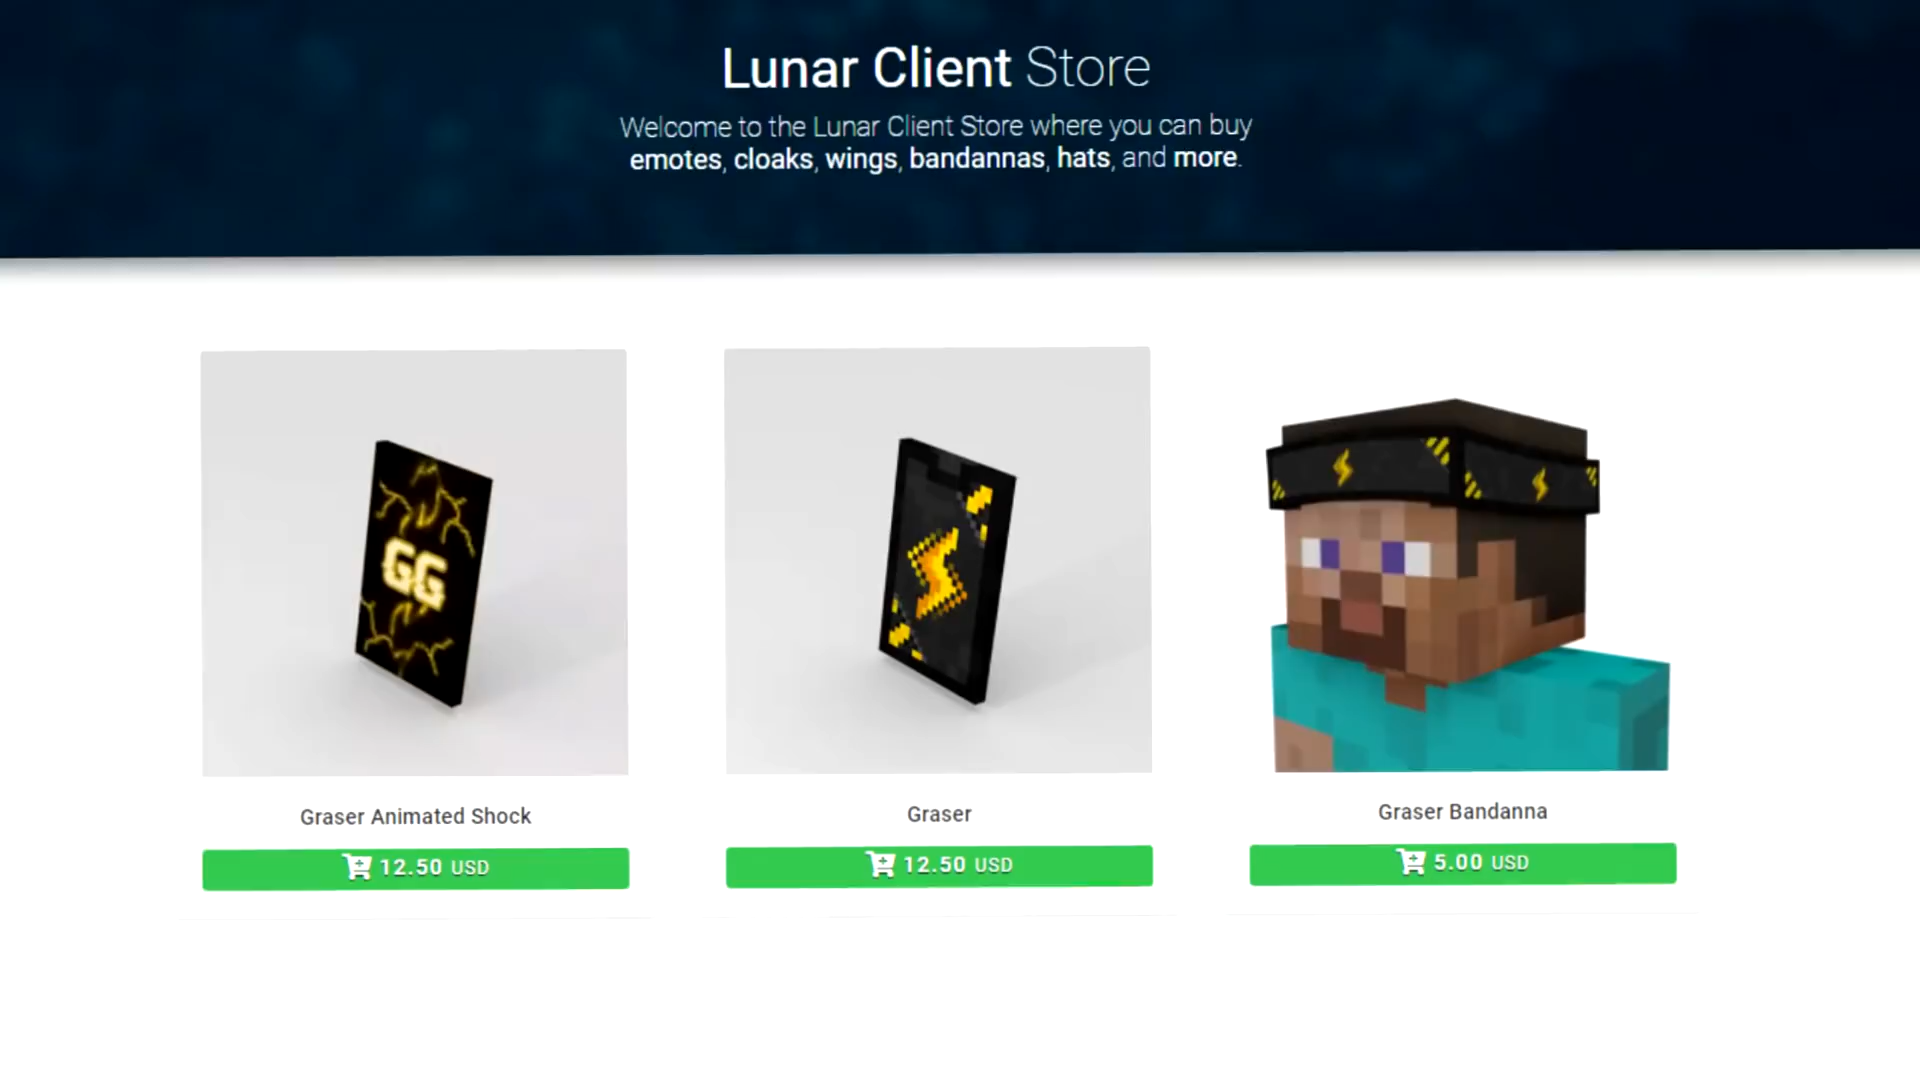 Lunar Client Store
Welcome to the Lunar Client Store where you can buy
emotes, cloaks, wings, bandannas, hats, and more.
GG
Graser Animated Shock
Graser
Graser Bandanna
12.50 USD
12.50 USD
5.00 USD